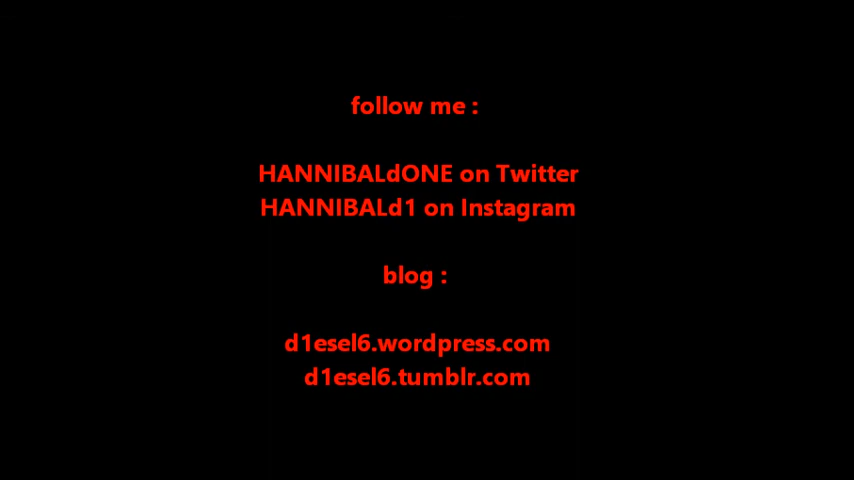 follow me :
HANNIBALdONE on Twitter
HANNIBALd1 on Instagram
blog :
d1esel6.wordpress.com
d1esel6.tumblr.com